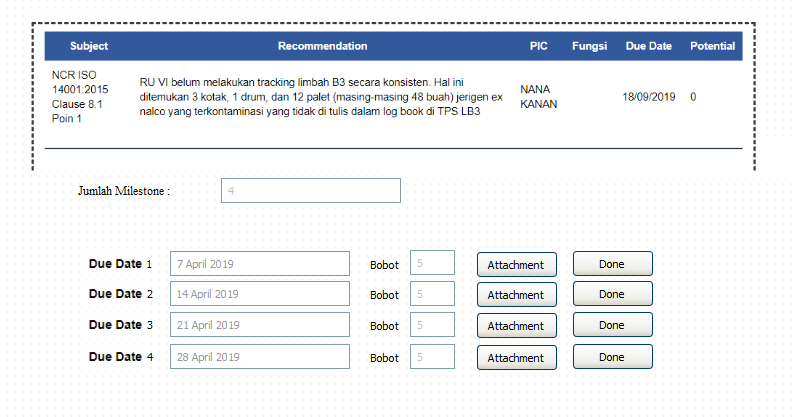 Subject Recommendation PIC Fungsi Due Date Potential
NCR ISO
14001:2015
Clause 8.1
Poin 1
RU VI belum melakukan tracking limbah B3 secara konsisten. Hal ini
ditemukan 3 kotak, 1 drum, dan 12 palet (masing-masing 48 buah) jerigen ex
nalco yang terkontaminasi yang tidak di tulis dalam log book di TPS LB3
NANA
KANAN
18/09/2019 0
Jumlah Milestone : 4
Due Date 1 7 April 2019 Bobot 5 Attachment Done
Due Date 2 14 April 2019 Bobot 5 Attachment Done
Due Date 3 21 April 2019 Bobot 5 Attachment Done
Due Date 4 28 April 2019 Bobot 5 Attachment Done